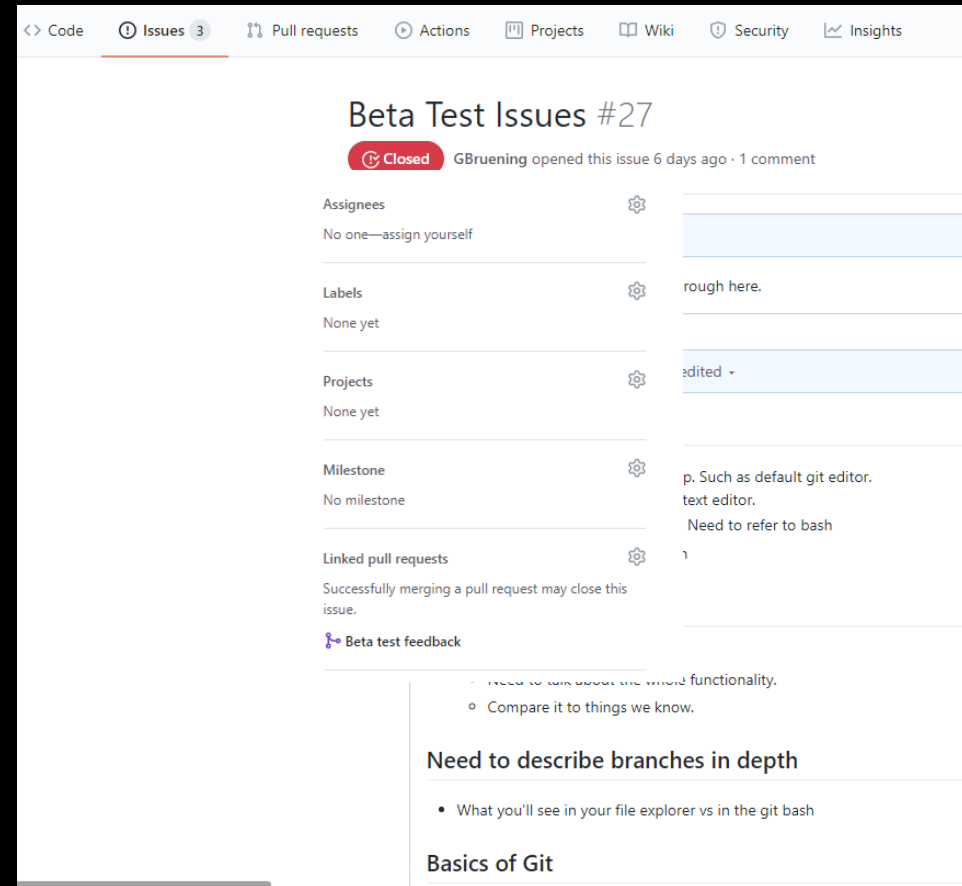 Code Issues 3 Pull requests Actions Projects Wiki Security Insights
Beta Test Issues #27
Closed GBruening opened this issue 6 days ago · 1 comment
Assignees
No one—assign yourself
Labels
None yet
Projects
None yet
Milestone
No milestone
Linked pull requests
Successfully merging a pull request may close this
issue.
Beta test feedback
rough here.
edited
p. Such as default git editor.
text editor.
Need to refer to bash
functionality.
Compare it to things we know.
Need to describe branches in depth
• What you'll see in your file explorer vs in the git bash
Basics of Git